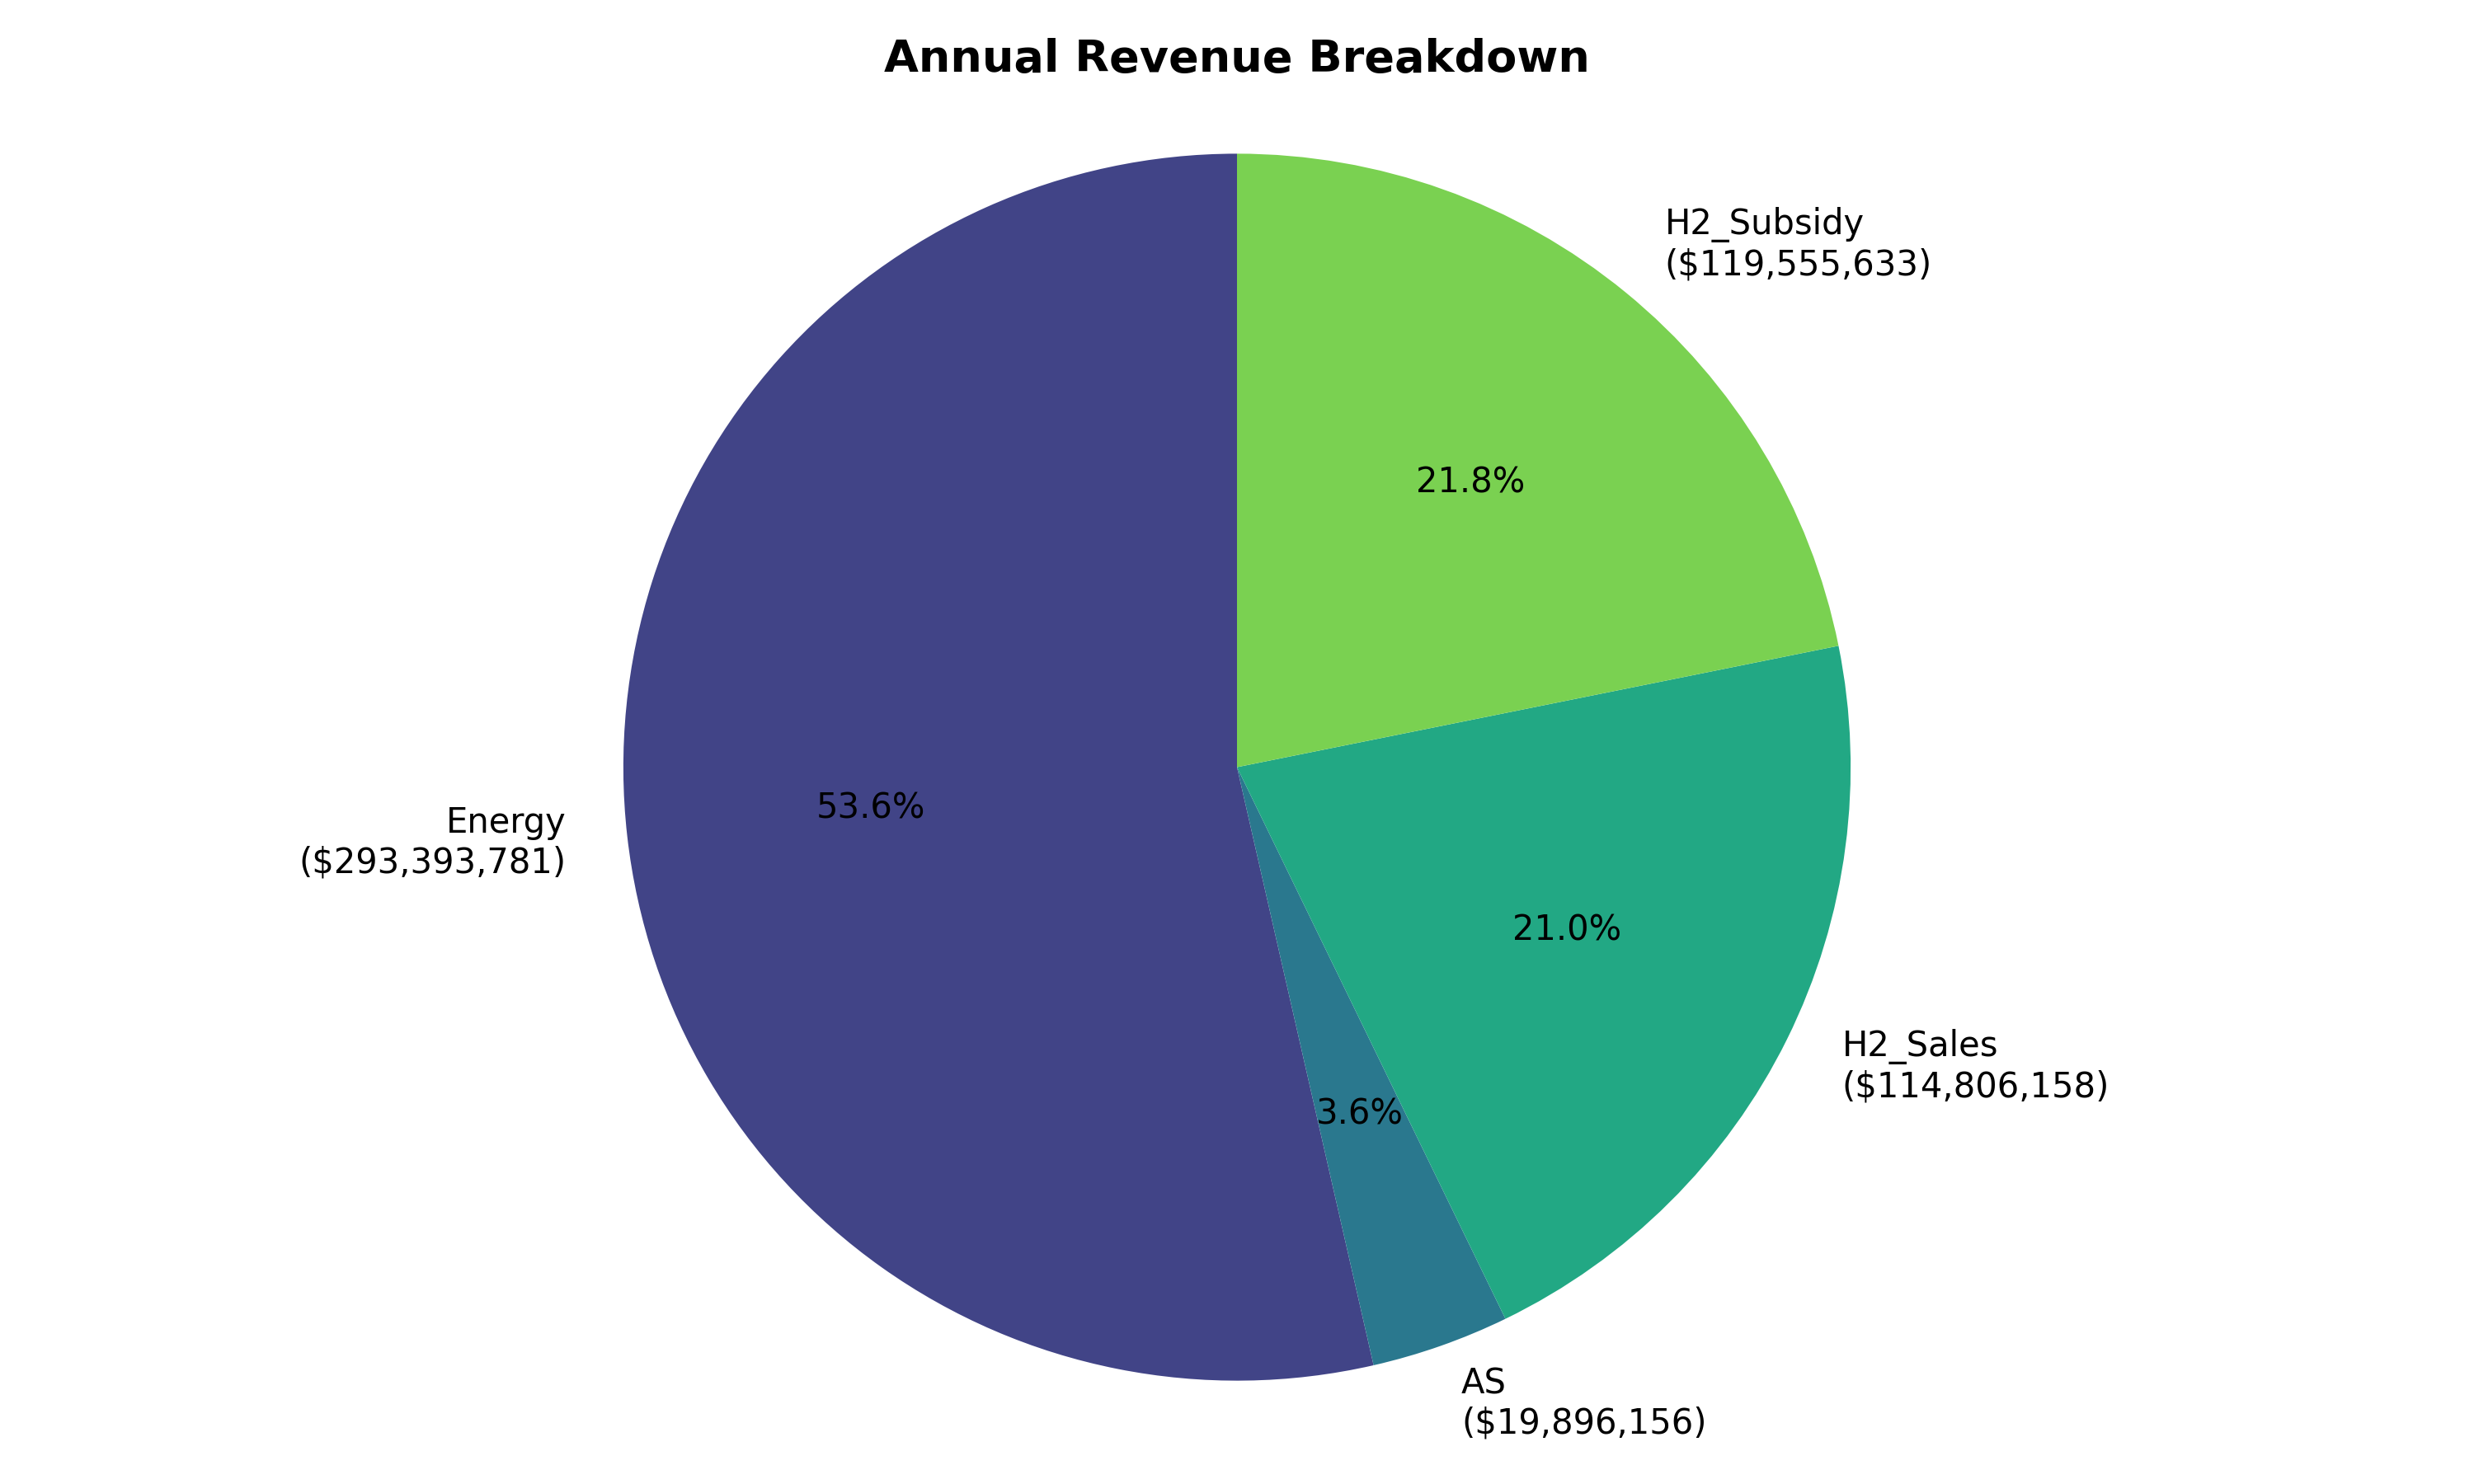 Annual Revenue Breakdown
H2_Subsidy
($119,555,633)
21.8%
53.6%
Energy
($293,393,781)
21.0%
H2_Sales
($114,806,158)
3.6%
AS
($19,896,156)